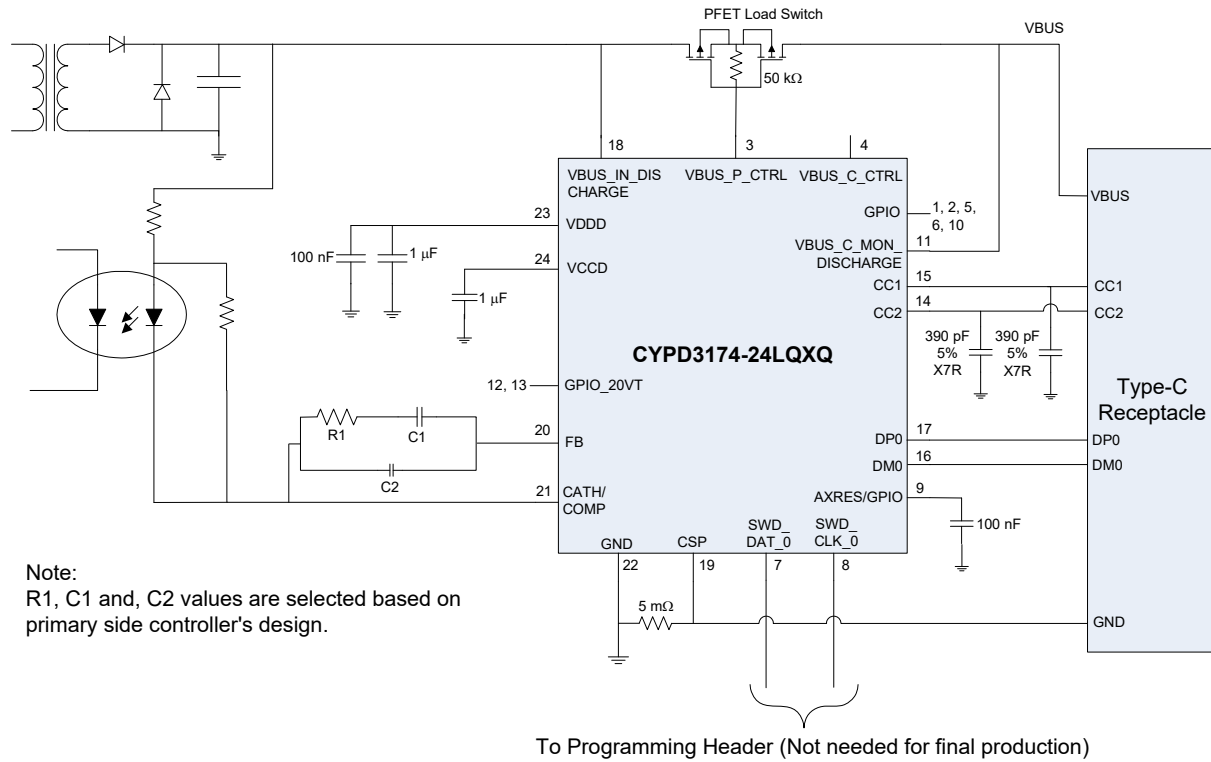 PFET Load Switch
VBUS
50 kΩ
18
3
4
VBUS_IN_DIS
CHARGE
VBUS_P_CTRL
VBUS_C_CTRL
VBUS
GPIO
1, 2, 5,
6, 10
23
VDDD
VBUS_C_MON_
DISCHARGE
11
100 nF
1 μF
24
VCCD
15
CC1
CC1
1 μF
14
CC2
CC2
CYPD3174-24LQXQ
390 pF
5%
X7R
390 pF
5%
X7R
Type-C
Receptacle
12, 13
GPIO_20VT
R1
C1
20
FB
17
DP0
DP0
16
DM0
DM0
C2
21
CATH/
COMP
9
AXRES/GPIO
100 nF
GND
CSP
SWD_
DAT_0
SWD_
CLK_0
22
19
7
8
Note:
R1, C1 and, C2 values are selected based on
primary side controller's design.
5 mΩ
GND
To Programming Header (Not needed for final production)